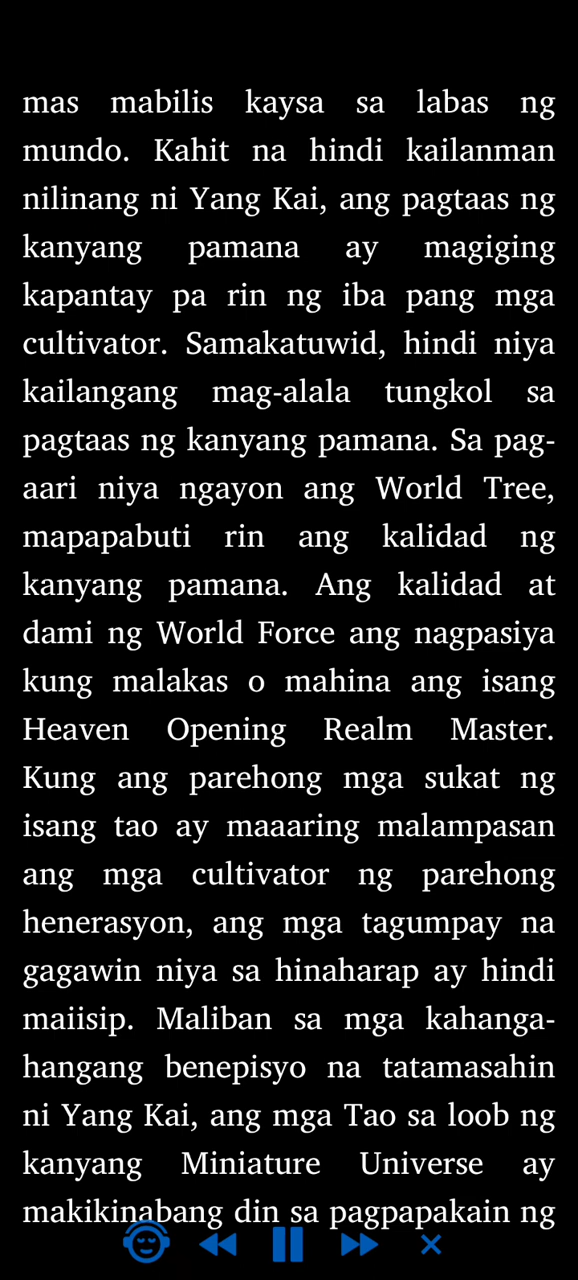 mas mabilis kaysa sa labas ng
mundo. Kahit na hindi kailanman
nilinang ni Yang Kai, ang pagtaas ng
kanyang pamana ay magiging
kapantay pa rin ng iba pang mga
cultivator. Samakatuwid, hindi niya
kailangang mag-alala tungkol sa
pagtaas ng kanyang pamana. Sa pag-
aari niya ngayon ang World Tree,
mapapabuti rin ang kalidad ng
kanyang pamana. Ang kalidad at
dami ng World Force ang nagpasiya
kung malakas o mahina ang isang
Heaven Opening Realm Master.
Kung ang parehong mga sukat ng
isang tao ay maaaring malampasan
ang mga cultivator ng parehong
henerasyon, ang mga tagumpay na
gagawin niya sa hinaharap ay hindi
maiisip. Maliban sa mga kahanga-
hangang benepisyo na tatamasahin
ni Yang Kai, ang mga Tao sa loob ng
kanyang Miniature Universe ay
makikinabang din sa pagpapakain ng